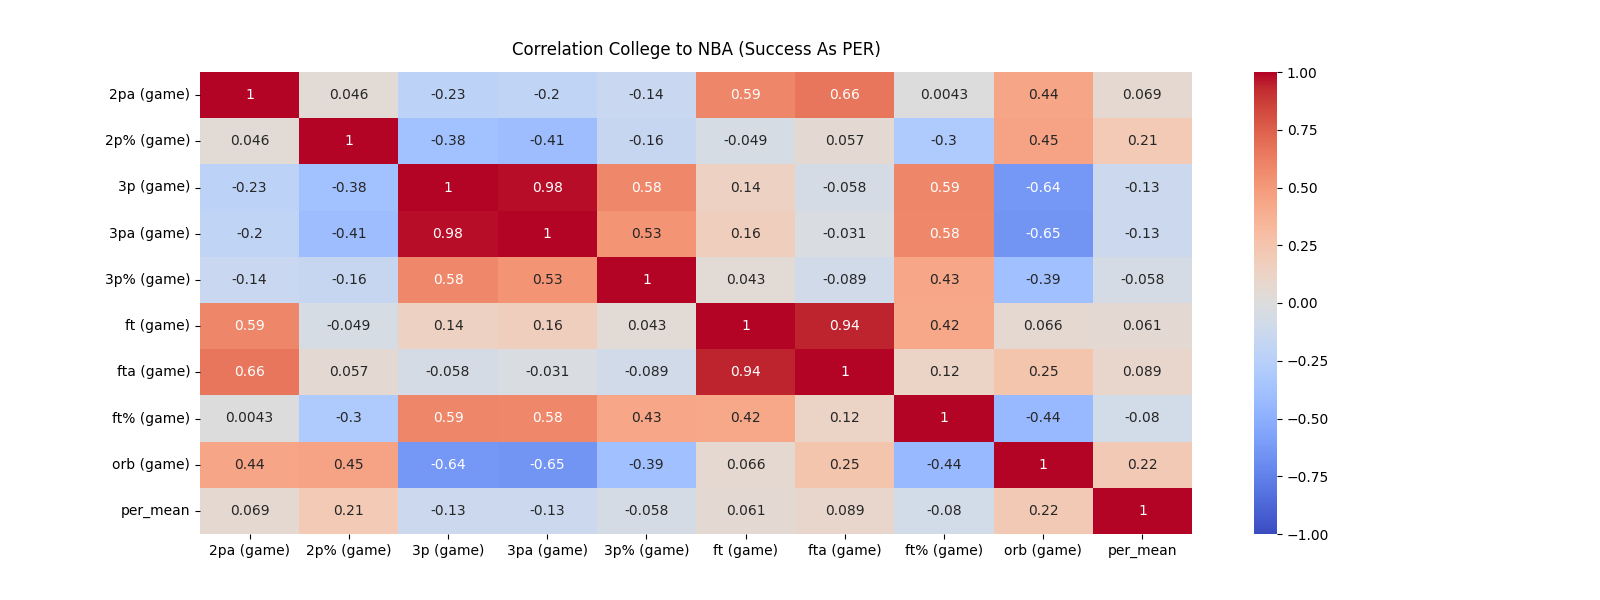 Correlation College to NBA (Success As PER)
2pa (game) 1 0.046 -0.23 -0.2 -0.14 0.59 0.66 0.0043 0.44 0.069
2p% (game) 0.046 1 -0.38 -0.41 -0.16 -0.049 0.057 -0.3 0.45 0.21
3p (game) -0.23 -0.38 1 0.98 0.58 0.14 -0.058 0.59 -0.64 -0.13
3pa (game) -0.2 -0.41 0.98 1 0.53 0.16 -0.031 0.58 -0.65 -0.13
3p% (game) -0.14 -0.16 0.58 0.53 1 0.043 -0.089 0.43 -0.39 -0.058
ft (game) 0.59 -0.049 0.14 0.16 0.043 1 0.94 0.42 0.066 0.061
fta (game) 0.66 0.057 -0.058 -0.031 -0.089 0.94 1 0.12 0.25 0.089
ft% (game) 0.0043 -0.3 0.59 0.58 0.43 0.42 0.12 1 -0.44 -0.08
orb (game) 0.44 0.45 -0.64 -0.65 -0.39 0.066 0.25 -0.44 1 0.22
per_mean 0.069 0.21 -0.13 -0.13 -0.058 0.061 0.089 -0.08 0.22 1
2pa (game) 2p% (game) 3p (game) 3pa (game) 3p% (game) ft (game) fta (game) ft% (game) orb (game) per_mean
1.00
0.75
0.50
0.25
0.00
−0.25
−0.50
−0.75
−1.00